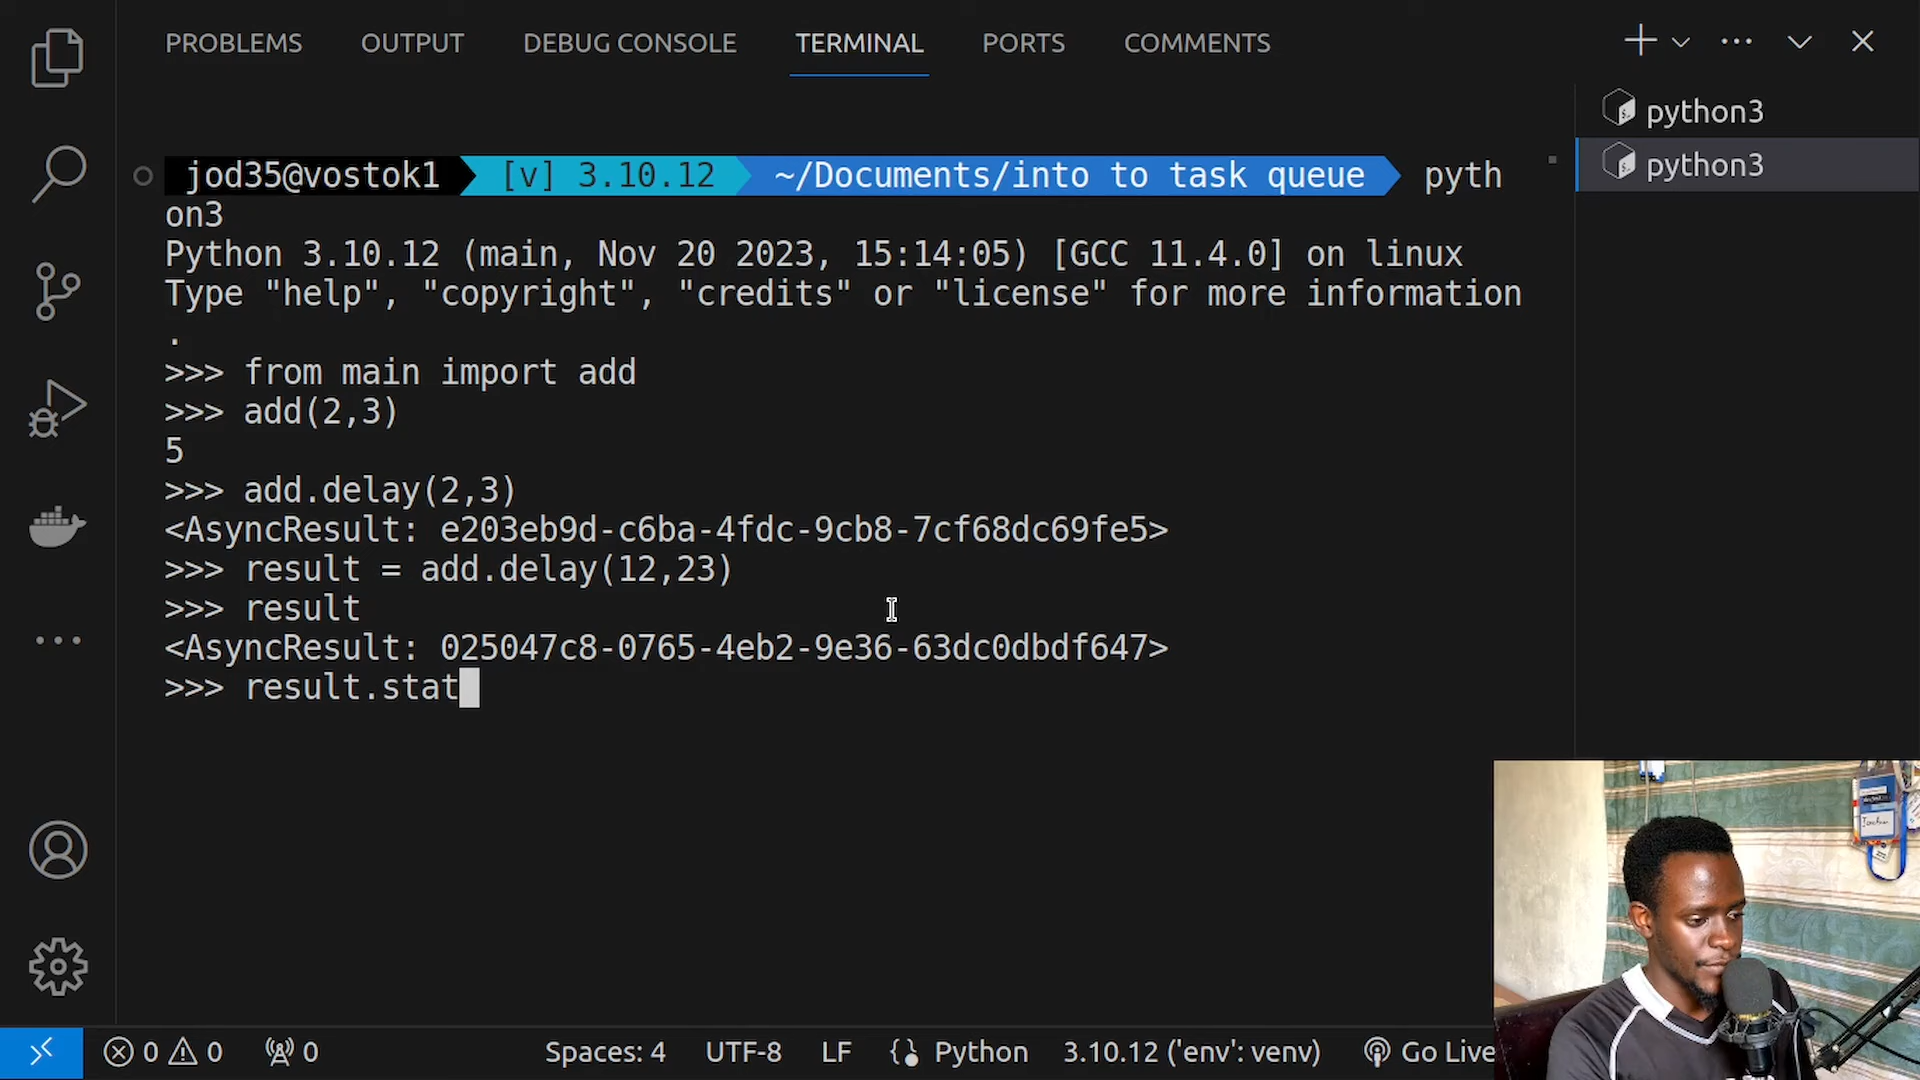 PROBLEMS OUTPUT DEBUG CONSOLE TERMINAL PORTS COMMENTS
python3
python3
jod35@vostok1 [v] 3.10.12 ~/Documents/into to task queue pyth
on3
Python 3.10.12 (main, Nov 20 2023, 15:14:05) [GCC 11.4.0] on linux
Type "help", "copyright", "credits" or "license" for more information
.
>>> from main import add
>>> add(2,3)
5
>>> add.delay(2,3)
<AsyncResult: e203eb9d-c6ba-4fdc-9cb8-7cf68dc69fe5>
>>> result = add.delay(12,23)
>>> result
<AsyncResult: 025047c8-0765-4eb2-9e36-63dc0dbdf647>
>>> result.stat
0 0 0 Spaces: 4 UTF-8 LF Python 3.10.12 ('env': venv) Go Live